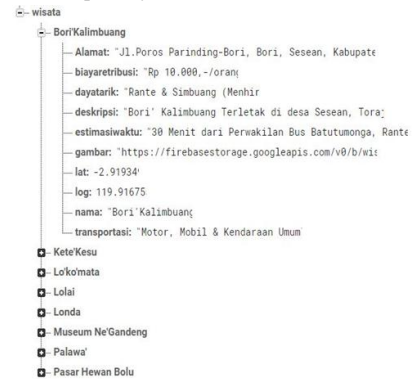 wisata
Bori'Kalimbuang
Alamat: "Jl.Poros Parinding-Bori, Bori, Sesean, Kabupate
biayaretribusi: "Rp 10.000,-/orang
dayatarik: "Rante & Simbuang (Menhir
deskripsi: "Bori' Kalimbuang Terletak di desa Sesean, Toraj
estimasiwaktu: "30 Menit dari Perwakilan Bus Batutumonga, Rante
gambar: "https://firebasestorage.googleapis.com/v0/b/wis
lat: -2.91934
log: 119.91675
nama: "Bori'Kalimbuang
transportasi: "Motor, Mobil & Kendaraan Umum
Kete'Kesu
Lo'ko'mata
Lolai
Londa
Museum Ne'Gandeng
Palawa'
Pasar Hewan Bolu